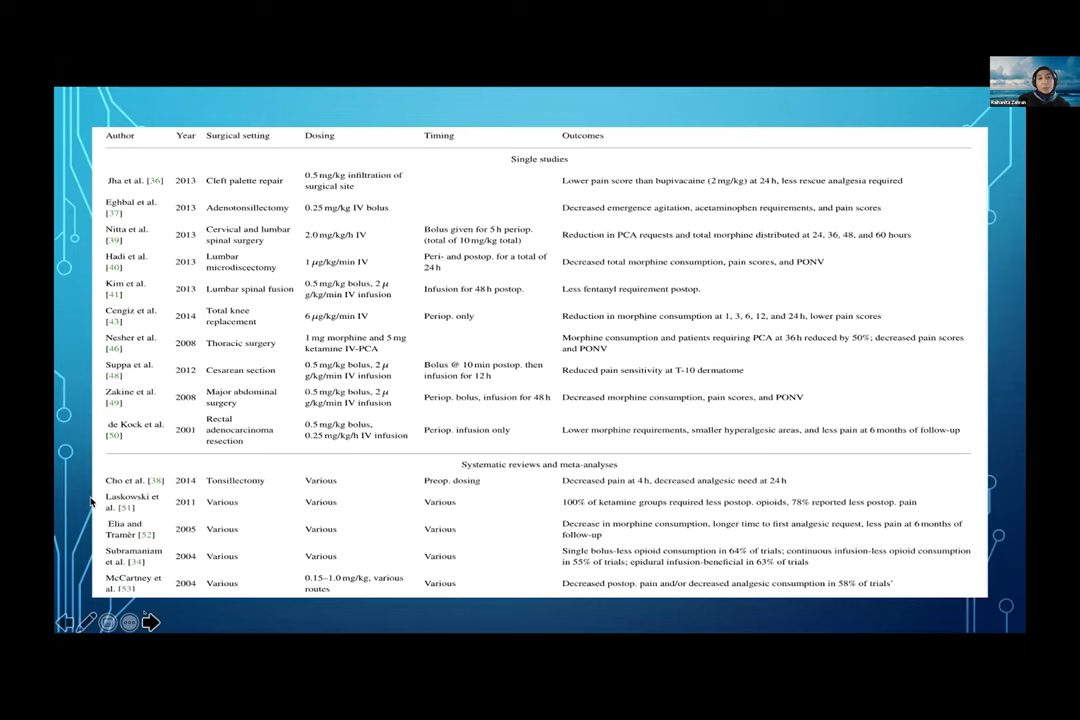 Raihanita Zahran
Author Year Surgical setting Dosing Timing Outcomes
Single studies
Jha et al. [36] 2013 Cleft palette repair 0.5 mg/kg infiltration of surgical site Lower pain score than bupivacaine (2 mg/kg) at 24 h, less rescue analgesia required
Eghbal et al. [37] 2013 Adenotonsillectomy 0.25 mg/kg IV bolus Decreased emergence agitation, acetaminophen requirements, and pain scores
Nitta et al. [39] 2013 Cervical and lumbar spinal surgery 2.0 mg/kg/h IV Bolus given for 5 h periop. (total of 10 mg/kg total) Reduction in PCA requests and total morphine distributed at 24, 36, 48, and 60 hours
Hadi et al. [40] 2013 Lumbar microdiscectomy 1 μg/kg/min IV Peri- and postop. for a total of 24 h Decreased total morphine consumption, pain scores, and PONV
Kim et al. [41] 2013 Lumbar spinal fusion 0.5 mg/kg bolus, 2 μ g/kg/min IV infusion Infusion for 48 h postop. Less fentanyl requirement postop.
Cengiz et al. [43] 2014 Total knee replacement 6 μg/kg/min IV Periop. only Reduction in morphine consumption at 1, 3, 6, 12, and 24 h, lower pain scores
Nesher et al. [46] 2008 Thoracic surgery 1 mg morphine and 5 mg ketamine IV-PCA Morphine consumption and patients requiring PCA at 36 h reduced by 50%; decreased pain scores and PONV
Suppa et al. [48] 2012 Cesarean section 0.5 mg/kg bolus, 2 μ g/kg/min IV infusion Bolus @ 10 min postop. then infusion for 12 h Reduced pain sensitivity at T-10 dermatome
Zakine et al. [49] 2008 Major abdominal surgery 0.5 mg/kg bolus, 2 μ g/kg/min IV infusion Periop. bolus, infusion for 48 h Decreased morphine consumption, pain scores, and PONV
de Kock et al. [50] 2001 Rectal adenocarcinoma resection 0.5 mg/kg bolus, 0.25 mg/kg/h IV infusion Periop. infusion only Lower morphine requirements, smaller hyperalgesic areas, and less pain at 6 months of follow-up
Systematic reviews and meta-analyses
Cho et al. [38] 2014 Tonsillectomy Various Preop. dosing Decreased pain at 4 h, decreased analgesic need at 24 h
Laskowski et al. [51] 2011 Various Various Various 100% of ketamine groups required less postop. opioids, 78% reported less postop. pain
Elia and Tramèr [52] 2005 Various Various Various Decrease in morphine consumption, longer time to first analgesic request, less pain at 6 months of follow-up
Subramaniam et al. [34] 2004 Various Various Various Single bolus-less opioid consumption in 64% of trials; continuous infusion-less opioid consumption in 55% of trials; epidural infusion-beneficial in 63% of trials
McCartney et al. [53] 2004 Various 0.15–1.0 mg/kg, various routes Various Decreased postop. pain and/or decreased analgesic consumption in 58% of trials'